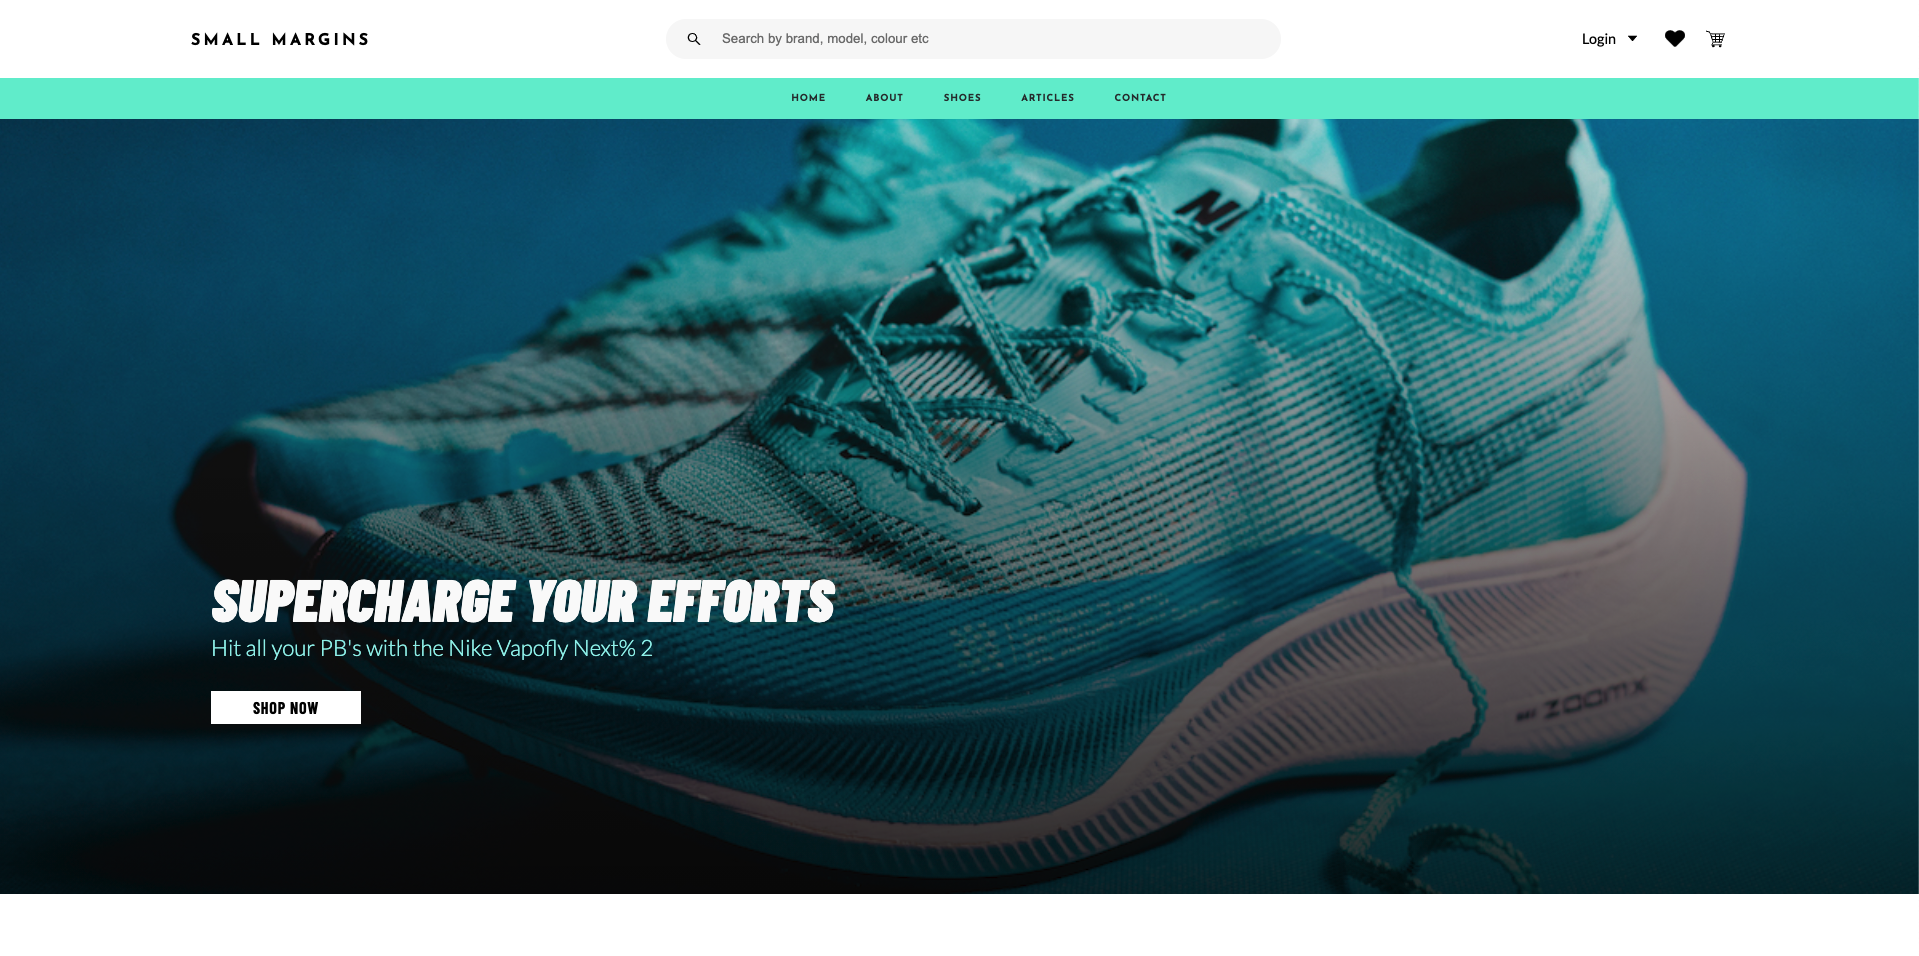 SMALL MARGINS
Search by brand, model, colour etc
Login
HOME
ABOUT
SHOES
ARTICLES
CONTACT
SUPERCHARGE YOUR EFFORTS
Hit all your PB's with the Nike Vapofly Next% 2
SHOP NOW
ZOOMX